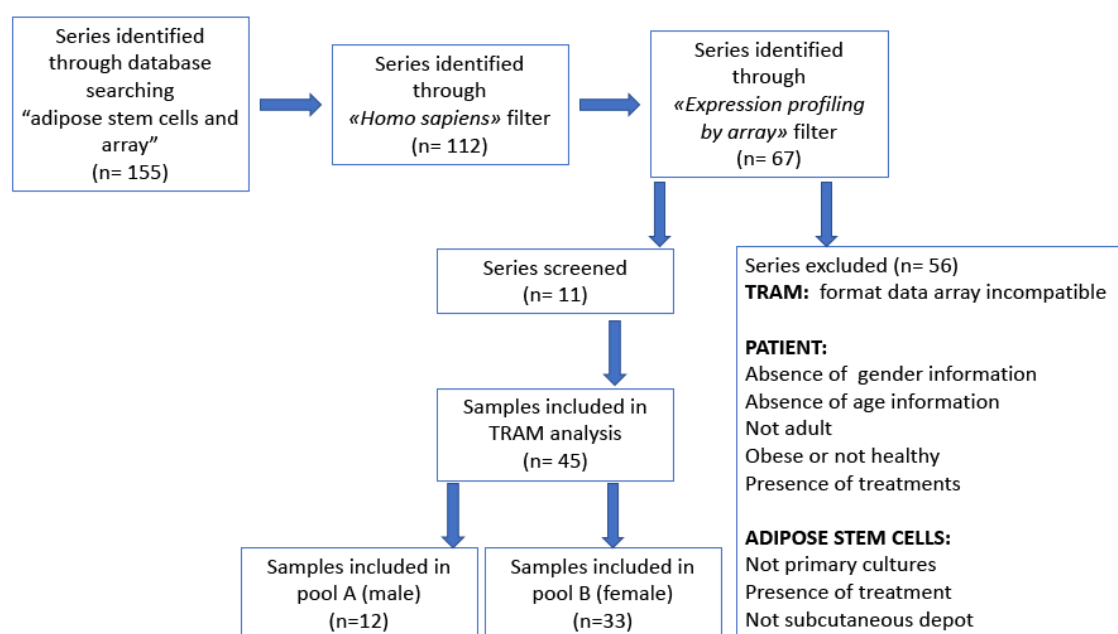 Series identified
through database
searching
“adipose stem cells and
array”
(n= 155)
Series identified
through
«Homo sapiens» filter
(n= 112)
Series identified
through
«Expression profiling
by array» filter
(n= 67)
Series screened
(n= 11)
Series excluded (n= 56)
TRAM: format data array incompatible
PATIENT:
Absence of gender information
Absence of age information
Not adult
Obese or not healthy
Presence of treatments
ADIPOSE STEM CELLS:
Not primary cultures
Presence of treatment
Not subcutaneous depot
Samples included in
TRAM analysis
(n= 45)
Samples included in
pool A (male)
(n=12)
Samples included in
pool B (female)
(n=33)